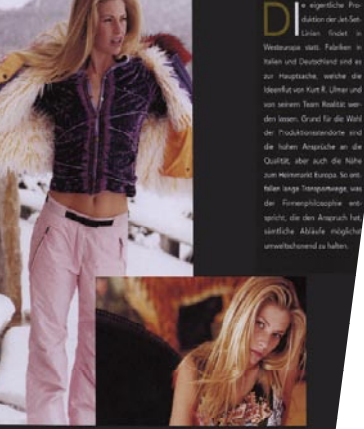 Die eigentliche Pro-
duktion der Jet-Set-
Linien findet in
Westeuropa statt. Fabriken in
Italien und Deutschland sind es
zur Hauptsache, welche die
Ideenflut von Kurt R. Ulmer und
von seinem Team Realität wer-
den lassen. Grund für die Wahl
der Produktionsstandorte sind
die hohen Ansprüche an die
Qualität, aber auch die Nähe
zum Heimmarkt Europa. So ent-
fallen lange Transportwege, was
der Firmenphilosophie ent-
spricht, die den Anspruch hat,
sämtliche Abläufe möglichst
umweltschonend zu halten.